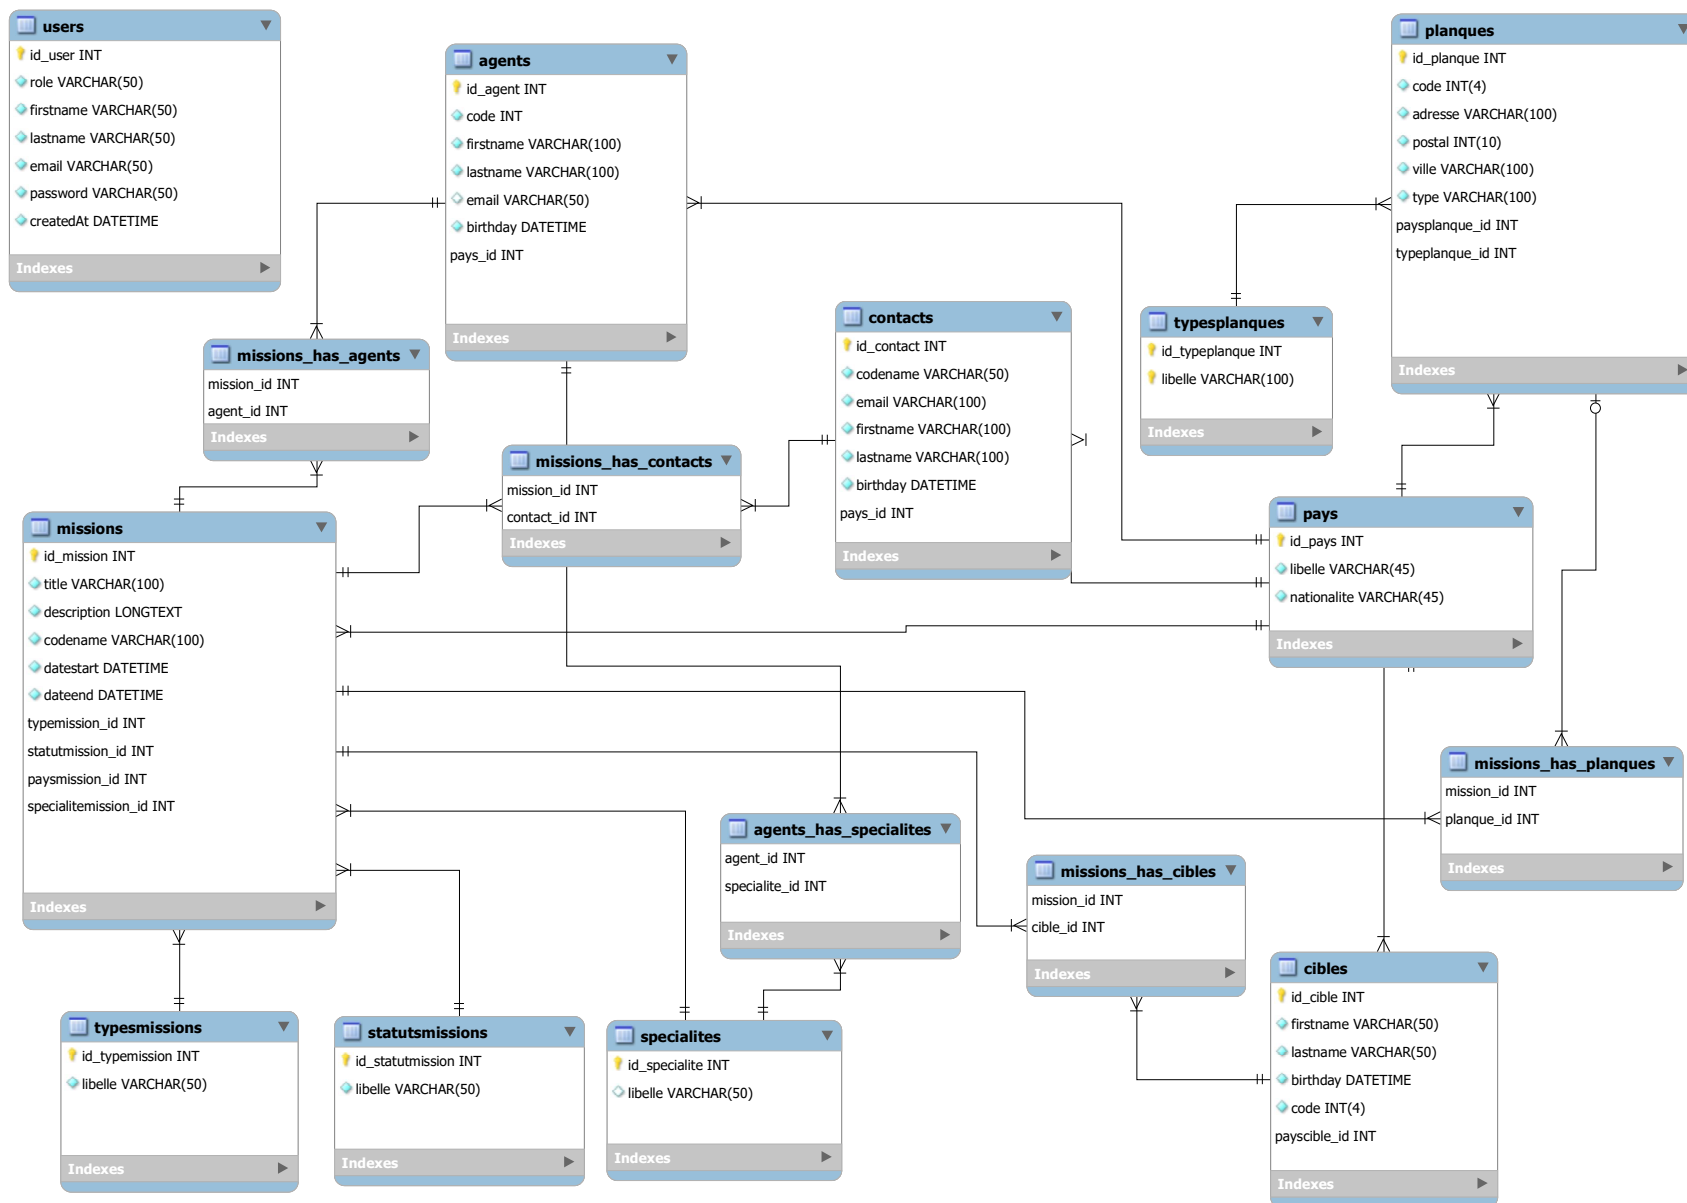 users
id_user INT
role VARCHAR(50)
firstname VARCHAR(50)
lastname VARCHAR(50)
email VARCHAR(50)
password VARCHAR(50)
createdAt DATETIME
Indexes
agents
id_agent INT
code INT
firstname VARCHAR(100)
lastname VARCHAR(100)
email VARCHAR(50)
birthday DATETIME
pays_id INT
Indexes
planques
id_planque INT
code INT(4)
adresse VARCHAR(100)
postal INT(10)
ville VARCHAR(100)
type VARCHAR(100)
paysplanque_id INT
typeplanque_id INT
Indexes
contacts
id_contact INT
codename VARCHAR(50)
email VARCHAR(100)
firstname VARCHAR(100)
lastname VARCHAR(100)
birthday DATETIME
pays_id INT
Indexes
typesplanques
id_typeplanque INT
libelle VARCHAR(100)
Indexes
missions_has_agents
mission_id INT
agent_id INT
Indexes
missions_has_contacts
mission_id INT
contact_id INT
Indexes
missions
id_mission INT
title VARCHAR(100)
description LONGTEXT
codename VARCHAR(100)
datestart DATETIME
dateend DATETIME
typemission_id INT
statutmission_id INT
paysmission_id INT
specialitemission_id INT
Indexes
pays
id_pays INT
libelle VARCHAR(45)
nationalite VARCHAR(45)
Indexes
missions_has_planques
mission_id INT
planque_id INT
Indexes
agents_has_specialites
agent_id INT
specialite_id INT
Indexes
missions_has_cibles
mission_id INT
cible_id INT
Indexes
cibles
id_cible INT
firstname VARCHAR(50)
lastname VARCHAR(50)
birthday DATETIME
code INT(4)
payscible_id INT
Indexes
typesmissions
id_typemission INT
libelle VARCHAR(50)
Indexes
statutsmissions
id_statutmission INT
libelle VARCHAR(50)
Indexes
specialites
id_specialite INT
libelle VARCHAR(50)
Indexes